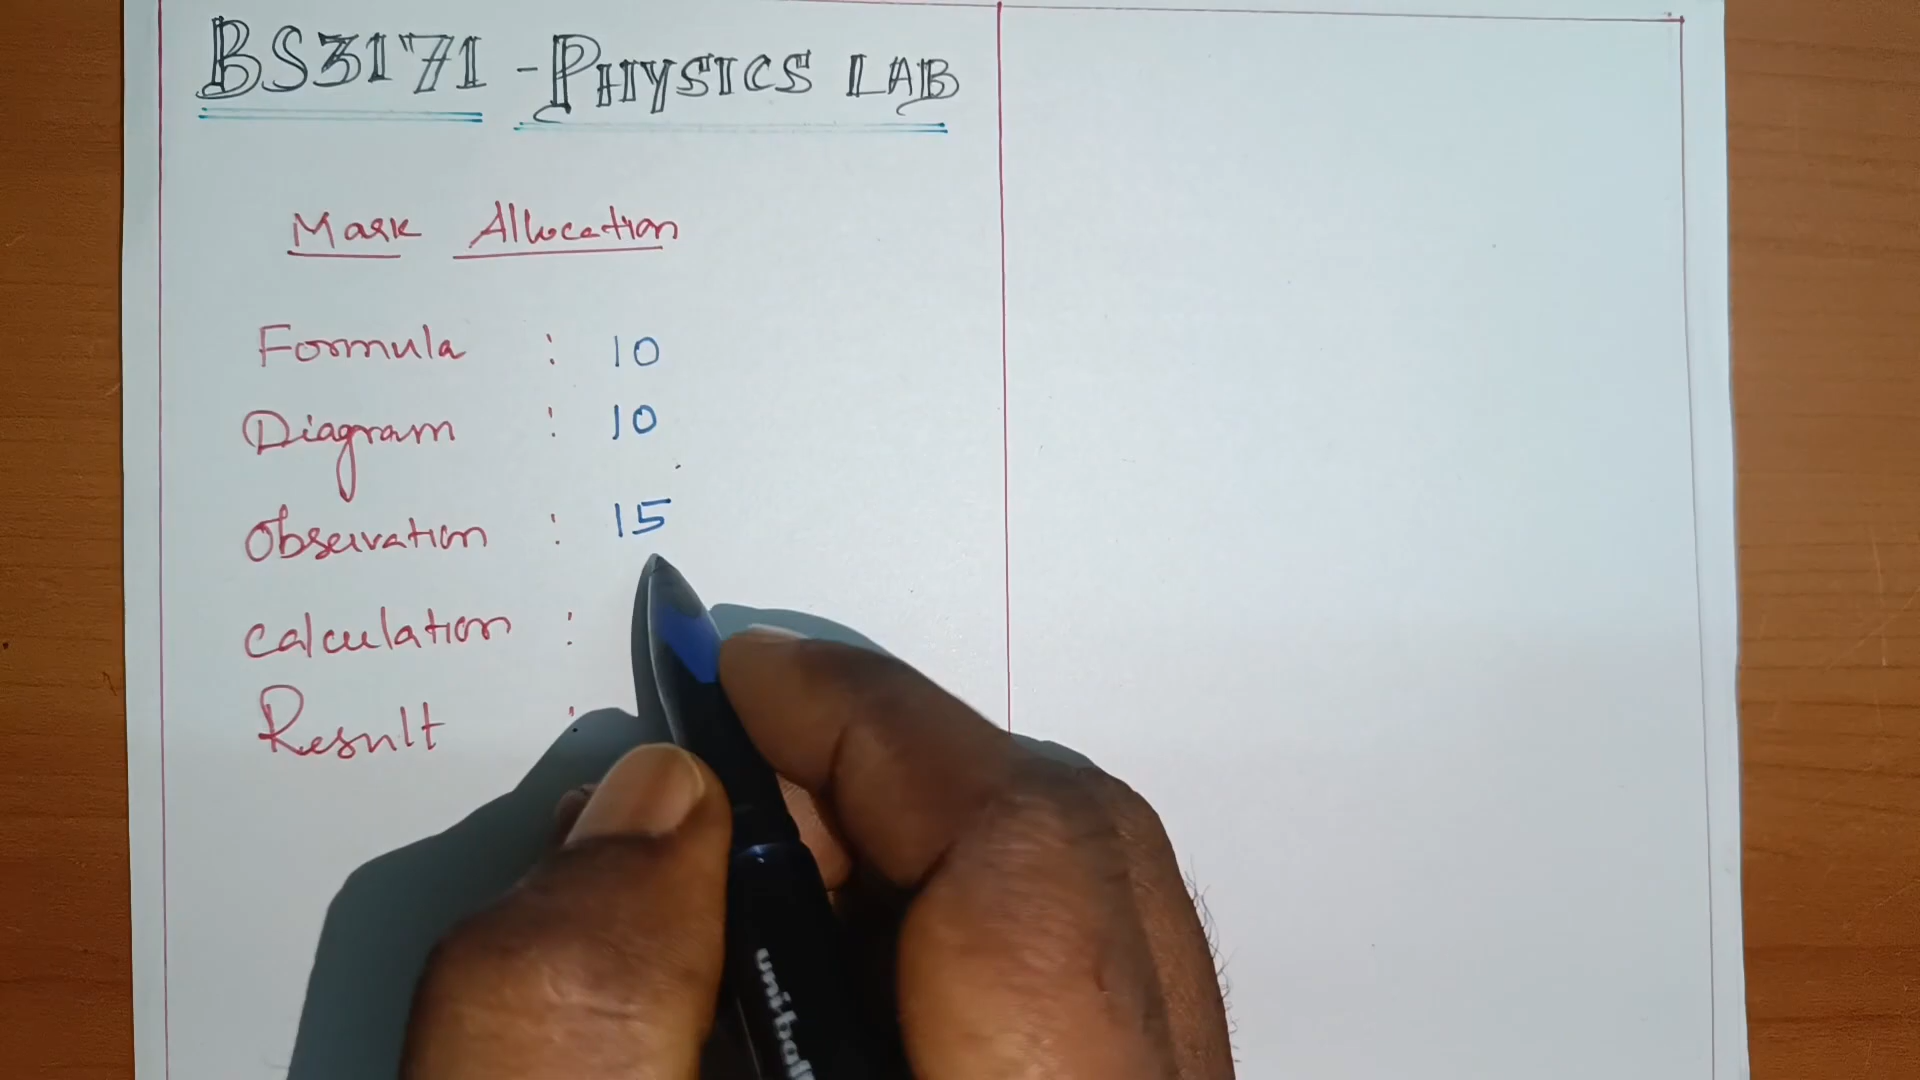 BS3171 - PHYSICS LAB
Mark Allocation
Formula : 10
Diagram : 10
Observation : 15
Calculation :
Result :
uniball